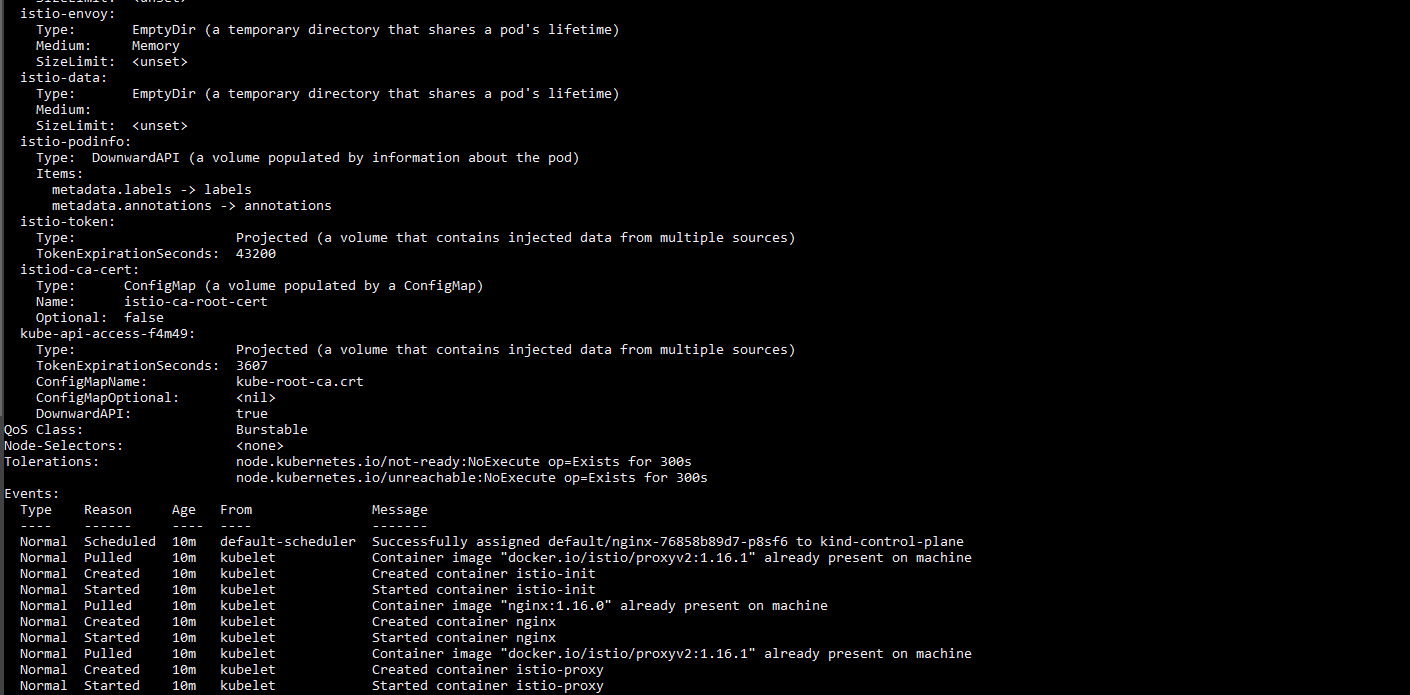 SizeLimit:  <unset>
istio-envoy:
Type:       EmptyDir (a temporary directory that shares a pod's lifetime)
Medium:     Memory
SizeLimit:  <unset>
istio-data:
Type:       EmptyDir (a temporary directory that shares a pod's lifetime)
Medium:
SizeLimit:  <unset>
istio-podinfo:
Type:  DownwardAPI (a volume populated by information about the pod)
Items:
metadata.labels -> labels
metadata.annotations -> annotations
istio-token:
Type:                    Projected (a volume that contains injected data from multiple sources)
TokenExpirationSeconds:  43200
istiod-ca-cert:
Type:      ConfigMap (a volume populated by a ConfigMap)
Name:      istio-ca-root-cert
Optional:  false
kube-api-access-f4m49:
Type:                    Projected (a volume that contains injected data from multiple sources)
TokenExpirationSeconds:  3607
ConfigMapName:           kube-root-ca.crt
ConfigMapOptional:       <nil>
DownwardAPI:             true
QoS Class:                   Burstable
Node-Selectors:              <none>
Tolerations:                 node.kubernetes.io/not-ready:NoExecute op=Exists for 300s
node.kubernetes.io/unreachable:NoExecute op=Exists for 300s
Events:
Type    Reason     Age   From               Message
----    ------     ----  ----               -------
Normal  Scheduled  10m   default-scheduler  Successfully assigned default/nginx-76858b89d7-p8sf6 to kind-control-plane
Normal  Pulled     10m   kubelet            Container image "docker.io/istio/proxyv2:1.16.1" already present on machine
Normal  Created    10m   kubelet            Created container istio-init
Normal  Started    10m   kubelet            Started container istio-init
Normal  Pulled     10m   kubelet            Container image "nginx:1.16.0" already present on machine
Normal  Created    10m   kubelet            Created container nginx
Normal  Started    10m   kubelet            Started container nginx
Normal  Pulled     10m   kubelet            Container image "docker.io/istio/proxyv2:1.16.1" already present on machine
Normal  Created    10m   kubelet            Created container istio-proxy
Normal  Started    10m   kubelet            Started container istio-proxy